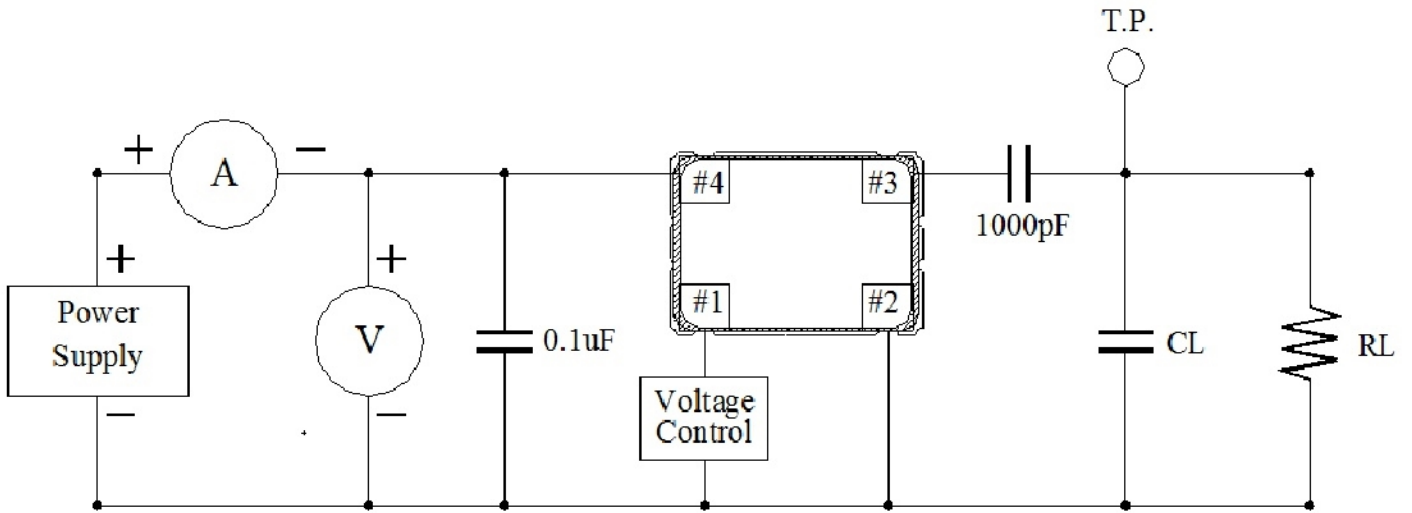 T.P.
+
A
−
#4
#3
1000pF
+
Power
Supply
−
+
V
−
0.1uF
#1
#2
Voltage
Control
CL
RL